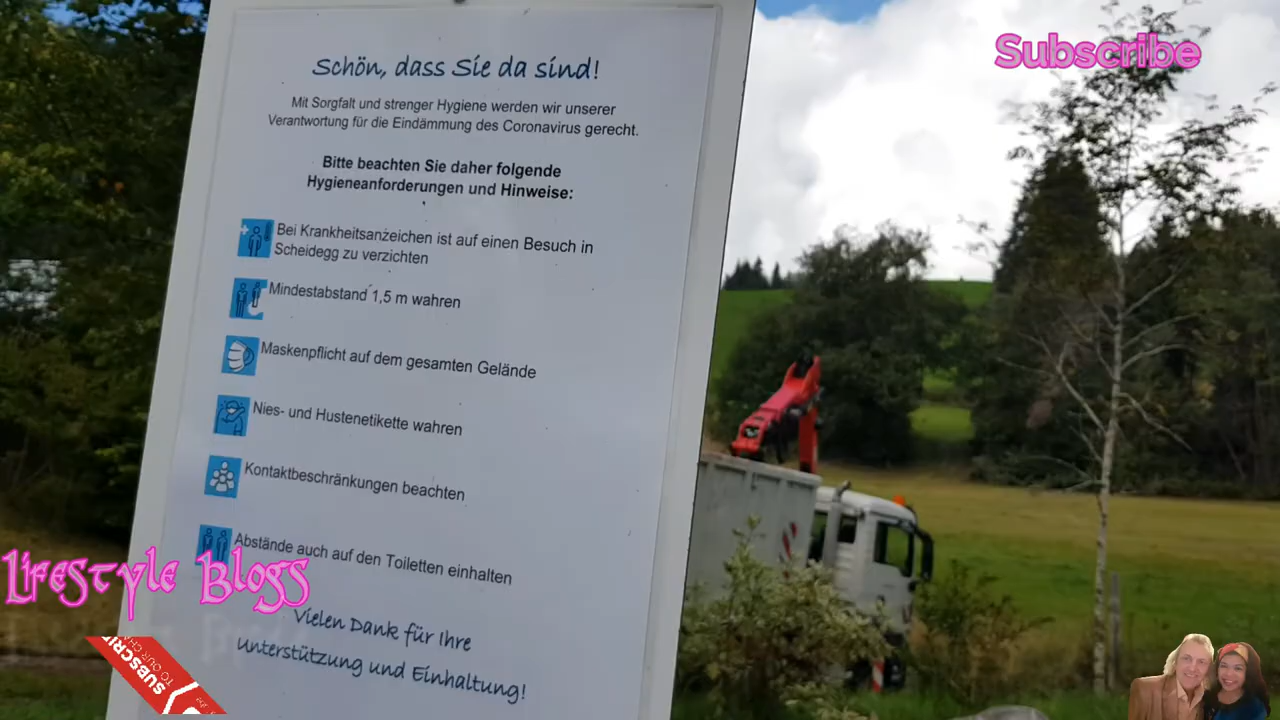 Schön, dass Sie da sind!
Mit Sorgfalt und strenger Hygiene werden wir unserer
Verantwortung für die Eindämmung des Coronavirus gerecht.
Bitte beachten Sie daher folgende
Hygieneanforderungen und Hinweise:
Bei Krankheitsanzeichen ist auf einen Besuch in
Scheidegg zu verzichten
Mindestabstand 1,5 m wahren
Maskenpflicht auf dem gesamten Gelände
Nies- und Hustenetikette wahren
Kontaktbeschränkungen beachten
Abstände auch auf den Toiletten einhalten
Vielen Dank für Ihre
Unterstützung und Einhaltung!
Subscribe
Lifestyle Blogs
SUBSCRIBE
TO OUR